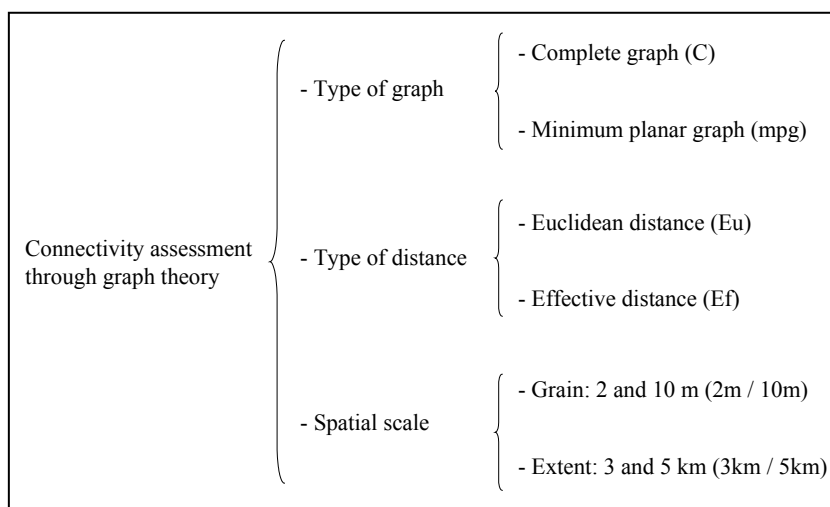 Connectivity assessment
through graph theory
- Type of graph
- Complete graph (C)
- Minimum planar graph (mpg)
- Type of distance
- Euclidean distance (Eu)
- Effective distance (Ef)
- Spatial scale
- Grain: 2 and 10 m (2m / 10m)
- Extent: 3 and 5 km (3km / 5km)